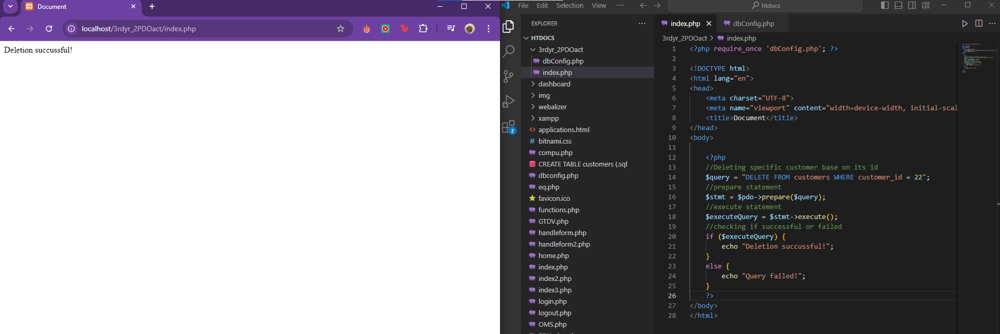 Document
localhost/3rdyr_2PDOact/index.php
Tp
Deletion sucussful!
File Edit Selection View ···
htdocs
EXPLORER
HTDOCS
3rdyr_2PDOact
dbConfig.php
index.php
dashboard
img
webalizer
xampp
applications.html
# bitnami.css
compu.php
CREATE TABLE customers (.sql
dbconfig.php
eq.php
favicon.ico
functions.php
GTDV.php
handleform.php
handleform2.php
home.php
index.php
index2.php
index3.php
login.php
logout.php
OMS.php
2
index.php dbConfig.php
3rdyr_2PDOact > index.php
1 <?php require_once 'dbConfig.php'; ?>
2
3 <!DOCTYPE html>
4 <html lang="en">
5 <head>
6 <meta charset="UTF-8">
7 <meta name="viewport" content="width=device-width, initial-scal
8 <title>Document</title>
9 </head>
10 <body>
11
12 <?php
13 //Deleting specific customer base on its id
14 $query = "DELETE FROM customers WHERE customer_id = 22";
15 //prepare statement
16 $stmt = $pdo->prepare($query);
17 //execute statement
18 $executeQuery = $stmt->execute();
19 //checking if successful or failed
20 if ($executeQuery) {
21 echo "Deletion succussful!";
22 }
23 else {
24 echo "Query failed!";
25 }
26 ?>
27 </body>
28 </html>